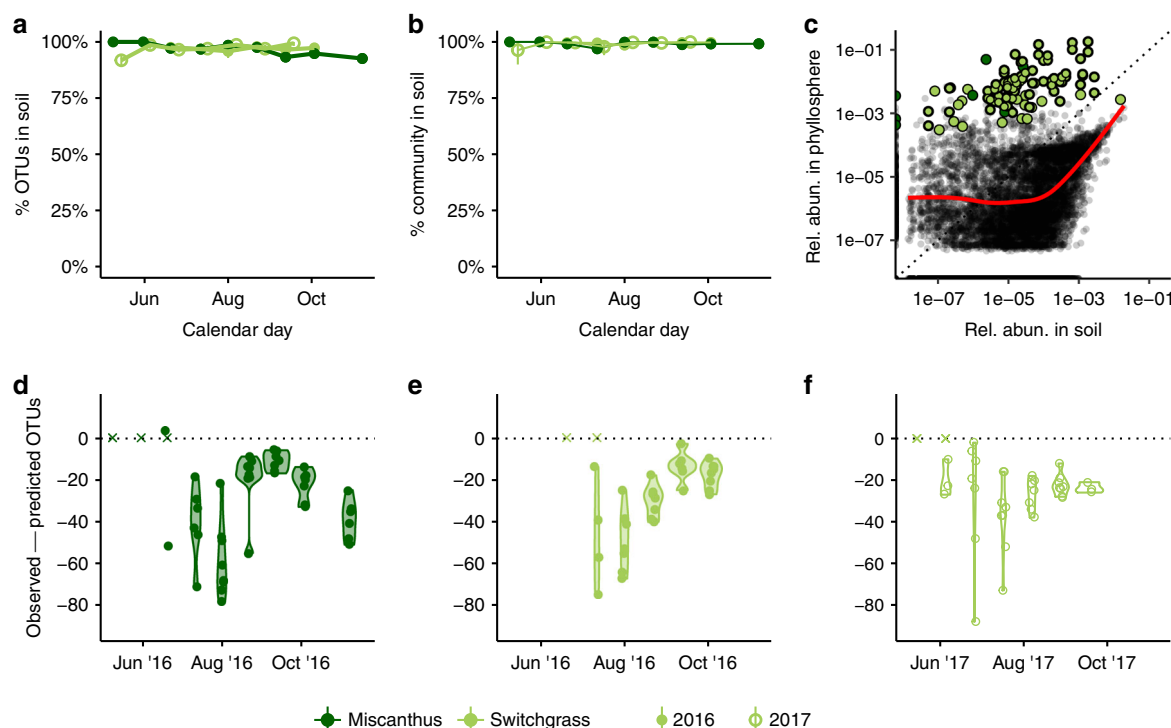 a
% OTUs in soil
100%
75%
50%
25%
0%
Jun Aug Oct
Calendar day
b
% community in soil
100%
75%
50%
25%
0%
Jun Aug Oct
Calendar day
c
Rel. abun. in phyllosphere
1e-01
1e-03
1e-05
1e-07
1e-07 1e-05 1e-03 1e-01
Rel. abun. in soil
d
Observed — predicted OTUs
0
−20
−40
−60
−80
Jun '16 Aug '16 Oct '16
e
0
−20
−40
−60
−80
Jun '16 Aug '16 Oct '16
f
0
−20
−40
−60
−80
Jun '17 Aug '17 Oct '17
Miscanthus Switchgrass 2016 2017